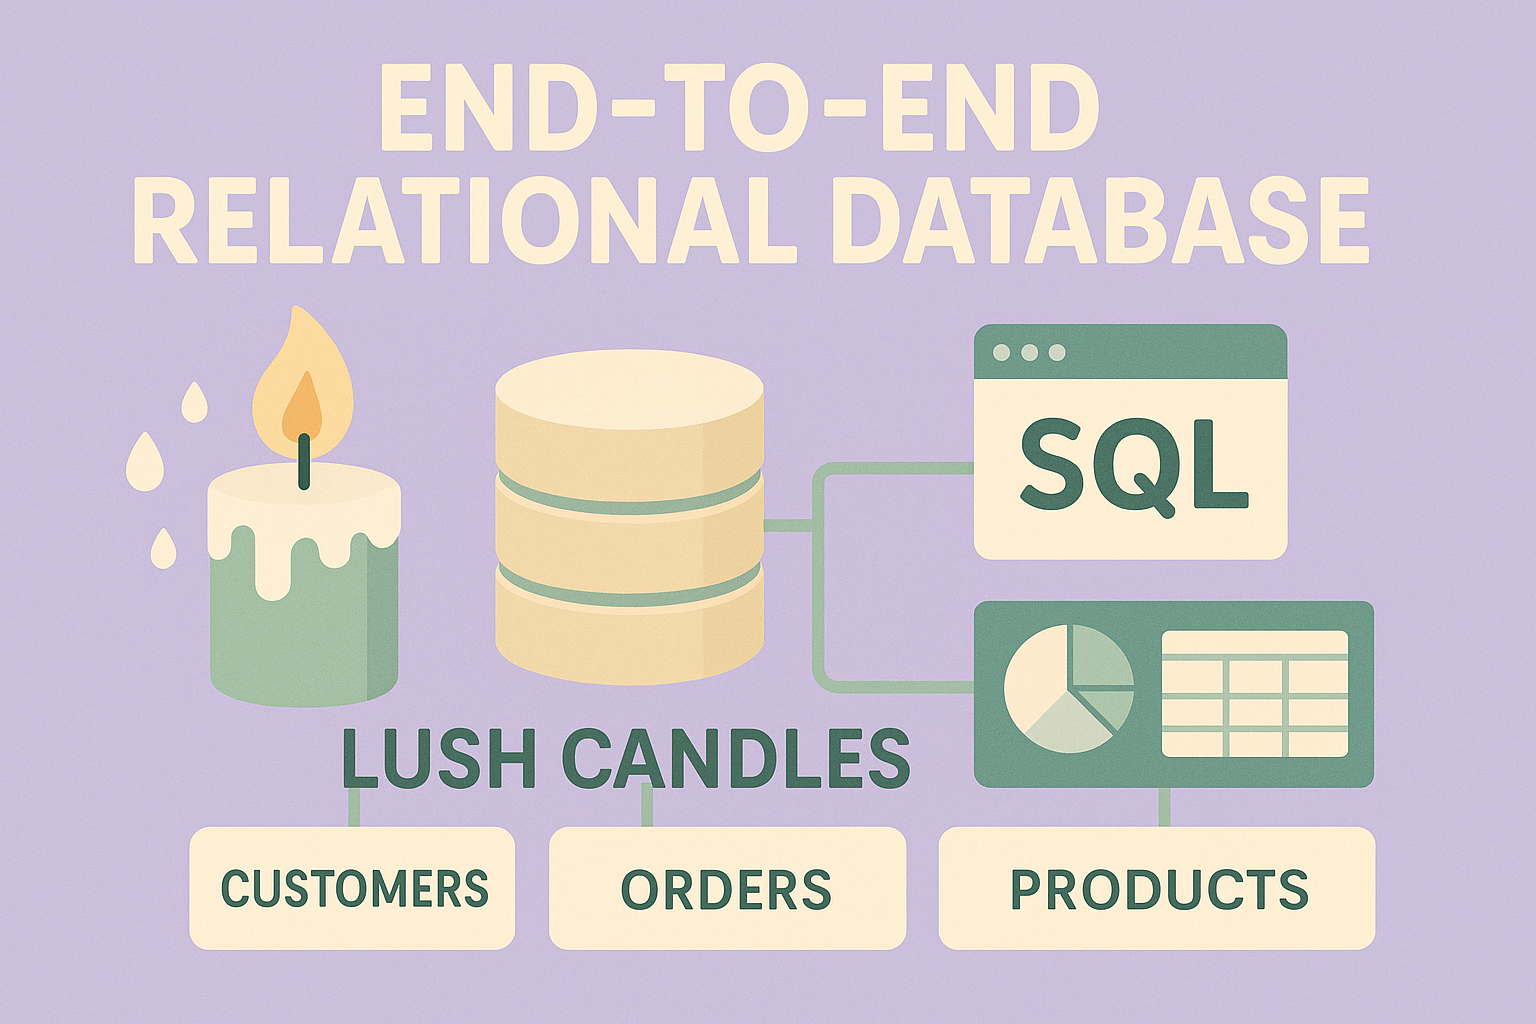 END-TO-END
RELATIONAL DATABASE
SQL
LUSH CANDLES
CUSTOMERS
ORDERS
PRODUCTS